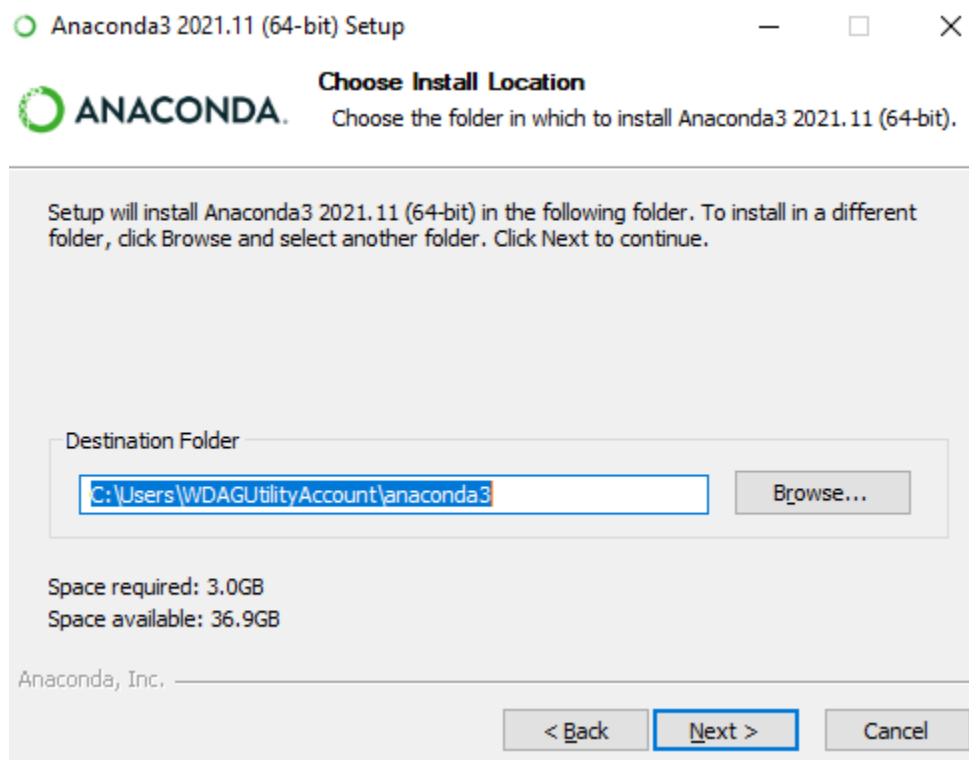 Anaconda3 2021.11 (64-bit) Setup
Choose Install Location
ANACONDA.
Choose the folder in which to install Anaconda3 2021.11 (64-bit).
Setup will install Anaconda3 2021.11 (64-bit) in the following folder. To install in a different
folder, click Browse and select another folder. Click Next to continue.
Destination Folder
C:\Users\WDAGUtilityAccount\anaconda3
Browse...
Space required: 3.0GB
Space available: 36.9GB
Anaconda, Inc.
< Back
Next >
Cancel